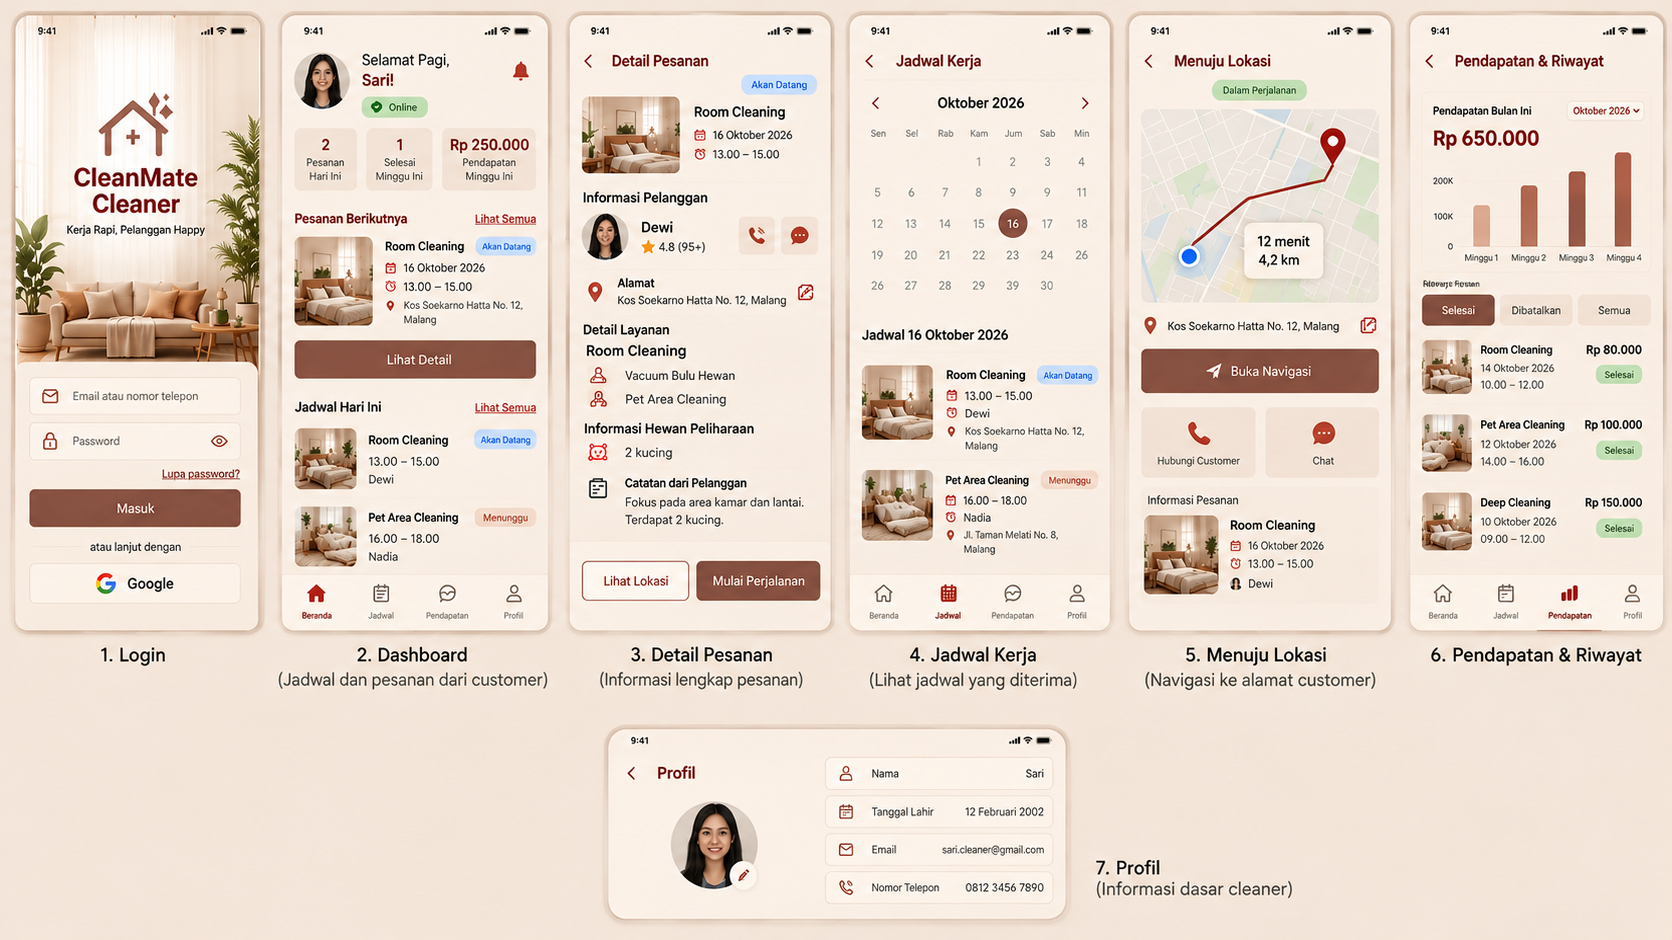 9:41
CleanMate
Cleaner
Kerja Rapi, Pelanggan Happy
Email atau nomor telepon
Password
Lupa password?
Masuk
atau lanjut dengan
Google
1. Login
9:41
Selamat Pagi,
Sari!
Online
2
Pesanan
Hari Ini
1
Selesai
Minggu Ini
Rp 250.000
Pendapatan
Minggu Ini
Pesanan Berikutnya
Lihat Semua
Room Cleaning
Akan Datang
16 Oktober 2026
13.00 – 15.00
Kos Soekarno Hatta No. 12,
Malang
Lihat Detail
Jadwal Hari Ini
Lihat Semua
Room Cleaning
Akan Datang
13.00 – 15.00
Dewi
Pet Area Cleaning
Menunggu
16.00 – 18.00
Nadia
Beranda
Jadwal
Pendapatan
Profil
2. Dashboard
(Jadwal dan pesanan dari customer)
9:41
Detail Pesanan
Akan Datang
Room Cleaning
16 Oktober 2026
13.00 – 15.00
Informasi Pelanggan
Dewi
4.8 (95+)
Alamat
Kos Soekarno Hatta No. 12, Malang
Detail Layanan
Room Cleaning
Vacuum Bulu Hewan
Pet Area Cleaning
Informasi Hewan Peliharaan
2 kucing
Catatan dari Pelanggan
Fokus pada area kamar dan lantai.
Terdapat 2 kucing.
Lihat Lokasi
Mulai Perjalanan
3. Detail Pesanan
(Informasi lengkap pesanan)
9:41
Jadwal Kerja
Oktober 2026
Sen Sel Rab Kam Jum Sab Min
1 2 3 4
5 6 7 8 9 9 11
12 13 14 15 16 17 18
19 20 21 22 23 24 26
26 27 28 29 39 30
Jadwal 16 Oktober 2026
Room Cleaning
Akan Datang
13.00 – 15.00
Dewi
Kos Soekarno Hatta No. 12,
Malang
Pet Area Cleaning
Menunggu
16.00 – 18.00
Nadia
Jl. Taman Melati No. 8,
Malang
Beranda
Jadwal
Pendapatan
Profil
4. Jadwal Kerja
(Lihat jadwal yang diterima)
9:41
Menuju Lokasi
Dalam Perjalanan
12 menit
4,2 km
Kos Soekarno Hatta No. 12, Malang
Buka Navigasi
Hubungi Customer
Chat
Informasi Pesanan
Room Cleaning
16 Oktober 2026
13.00 – 15.00
Dewi
5. Menuju Lokasi
(Navigasi ke alamat customer)
9:41
Pendapatan & Riwayat
Pendapatan Bulan Ini
Oktober 2026
Rp 650.000
200K
100K
0
Minggu 1
Minggu 2
Minggu 3
Minggu 4
Selesai
Dibatalkan
Semua
Room Cleaning
Rp 80.000
14 Oktober 2026
Selesai
10.00 – 12.00
Pet Area Cleaning
Rp 100.000
12 Oktober 2026
Selesai
14.00 – 16.00
Deep Cleaning
Rp 150.000
10 Oktober 2026
Selesai
09.00 – 12.00
Beranda
Jadwal
Pendapatan
Profil
6. Pendapatan & Riwayat
9:41
Profil
Nama
Sari
Tanggal Lahir
12 Februari 2002
Email
sari.cleaner@gmail.com
Nomor Telepon
0812 3456 7890
7. Profil
(Informasi dasar cleaner)